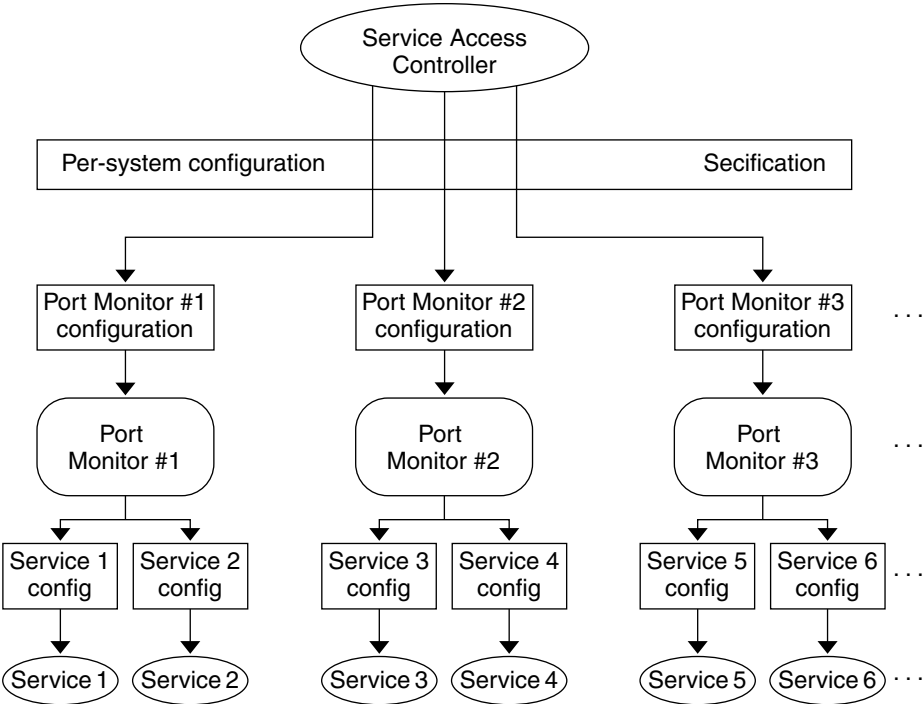 Service Access
Controller
Per-system configuration
Secification
Port Monitor #1
configuration
Port Monitor #2
configuration
Port Monitor #3
configuration
. . .
Port
Monitor #1
Port
Monitor #2
Port
Monitor #3
. . .
Service 1
config
Service 2
config
Service 3
config
Service 4
config
Service 5
config
Service 6
config
. . .
Service 1
Service 2
Service 3
Service 4
Service 5
Service 6
. . .